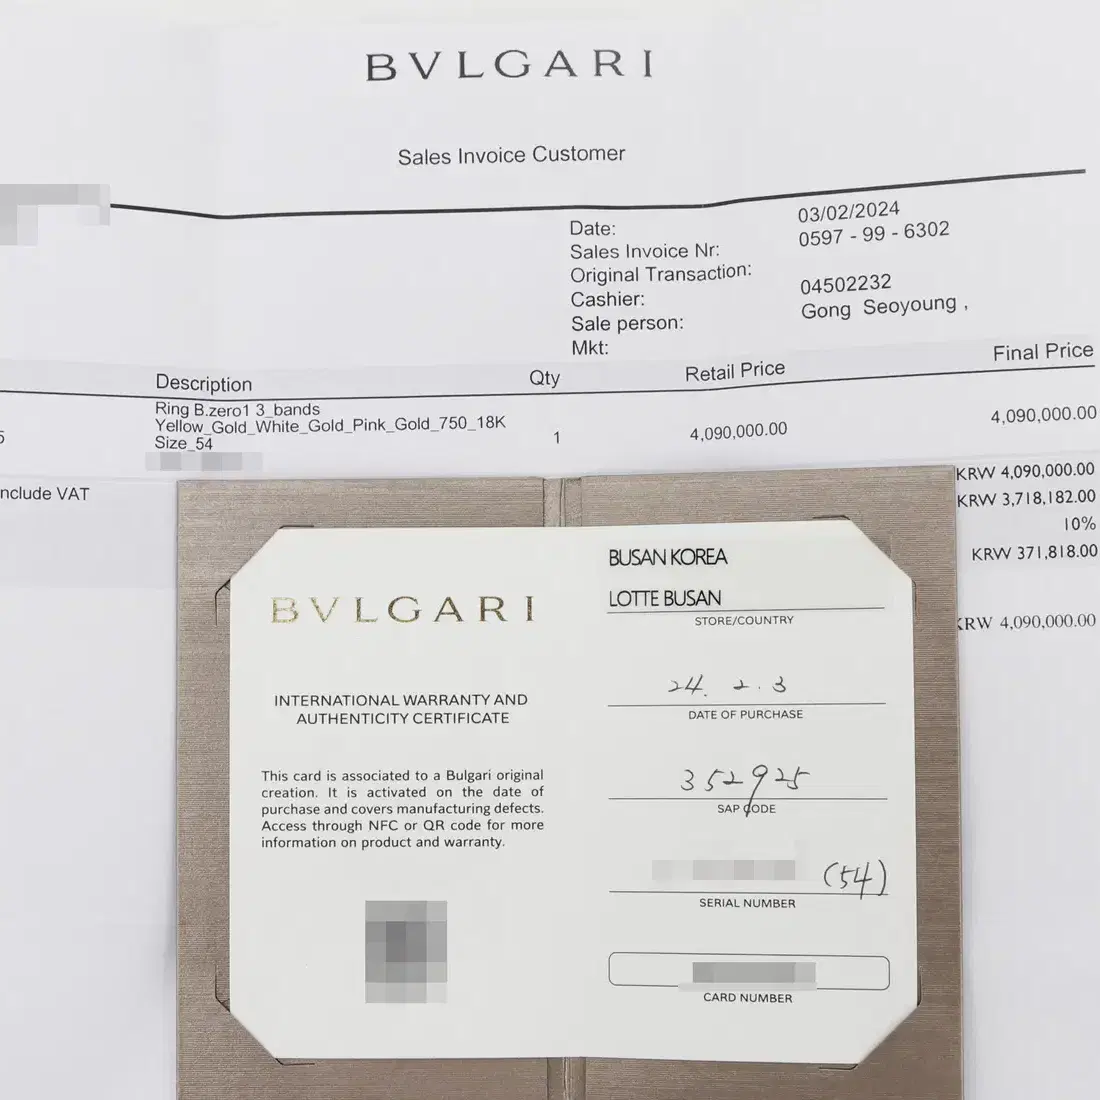 BVLGARI
Sales Invoice Customer
Date: 03/02/2024
Sales Invoice Nr: 0597 - 99 - 6302
Original Transaction:
Cashier: 04502232
Sale person: Gong Seoyoung ,
Mkt:
Description Qty Retail Price Final Price
Ring B.zero1 3_bands
Yellow_Gold_White_Gold_Pink_Gold_750_18K 1 4,090,000.00 4,090,000.00
Size_54
KRW 4,090,000.00
nclude VAT KRW 3,718,182.00
10%
KRW 371,818.00
KRW 4,090,000.00
BVLGARI
INTERNATIONAL WARRANTY AND
AUTHENTICITY CERTIFICATE
This card is associated to a Bulgari original
creation. It is activated on the date of
purchase and covers manufacturing defects.
Access through NFC or QR code for more
information on product and warranty.
BUSAN KOREA
LOTTE BUSAN
STORE/COUNTRY
24. 2. 3
DATE OF PURCHASE
352925
SAP CODE
(54)
SERIAL NUMBER
CARD NUMBER